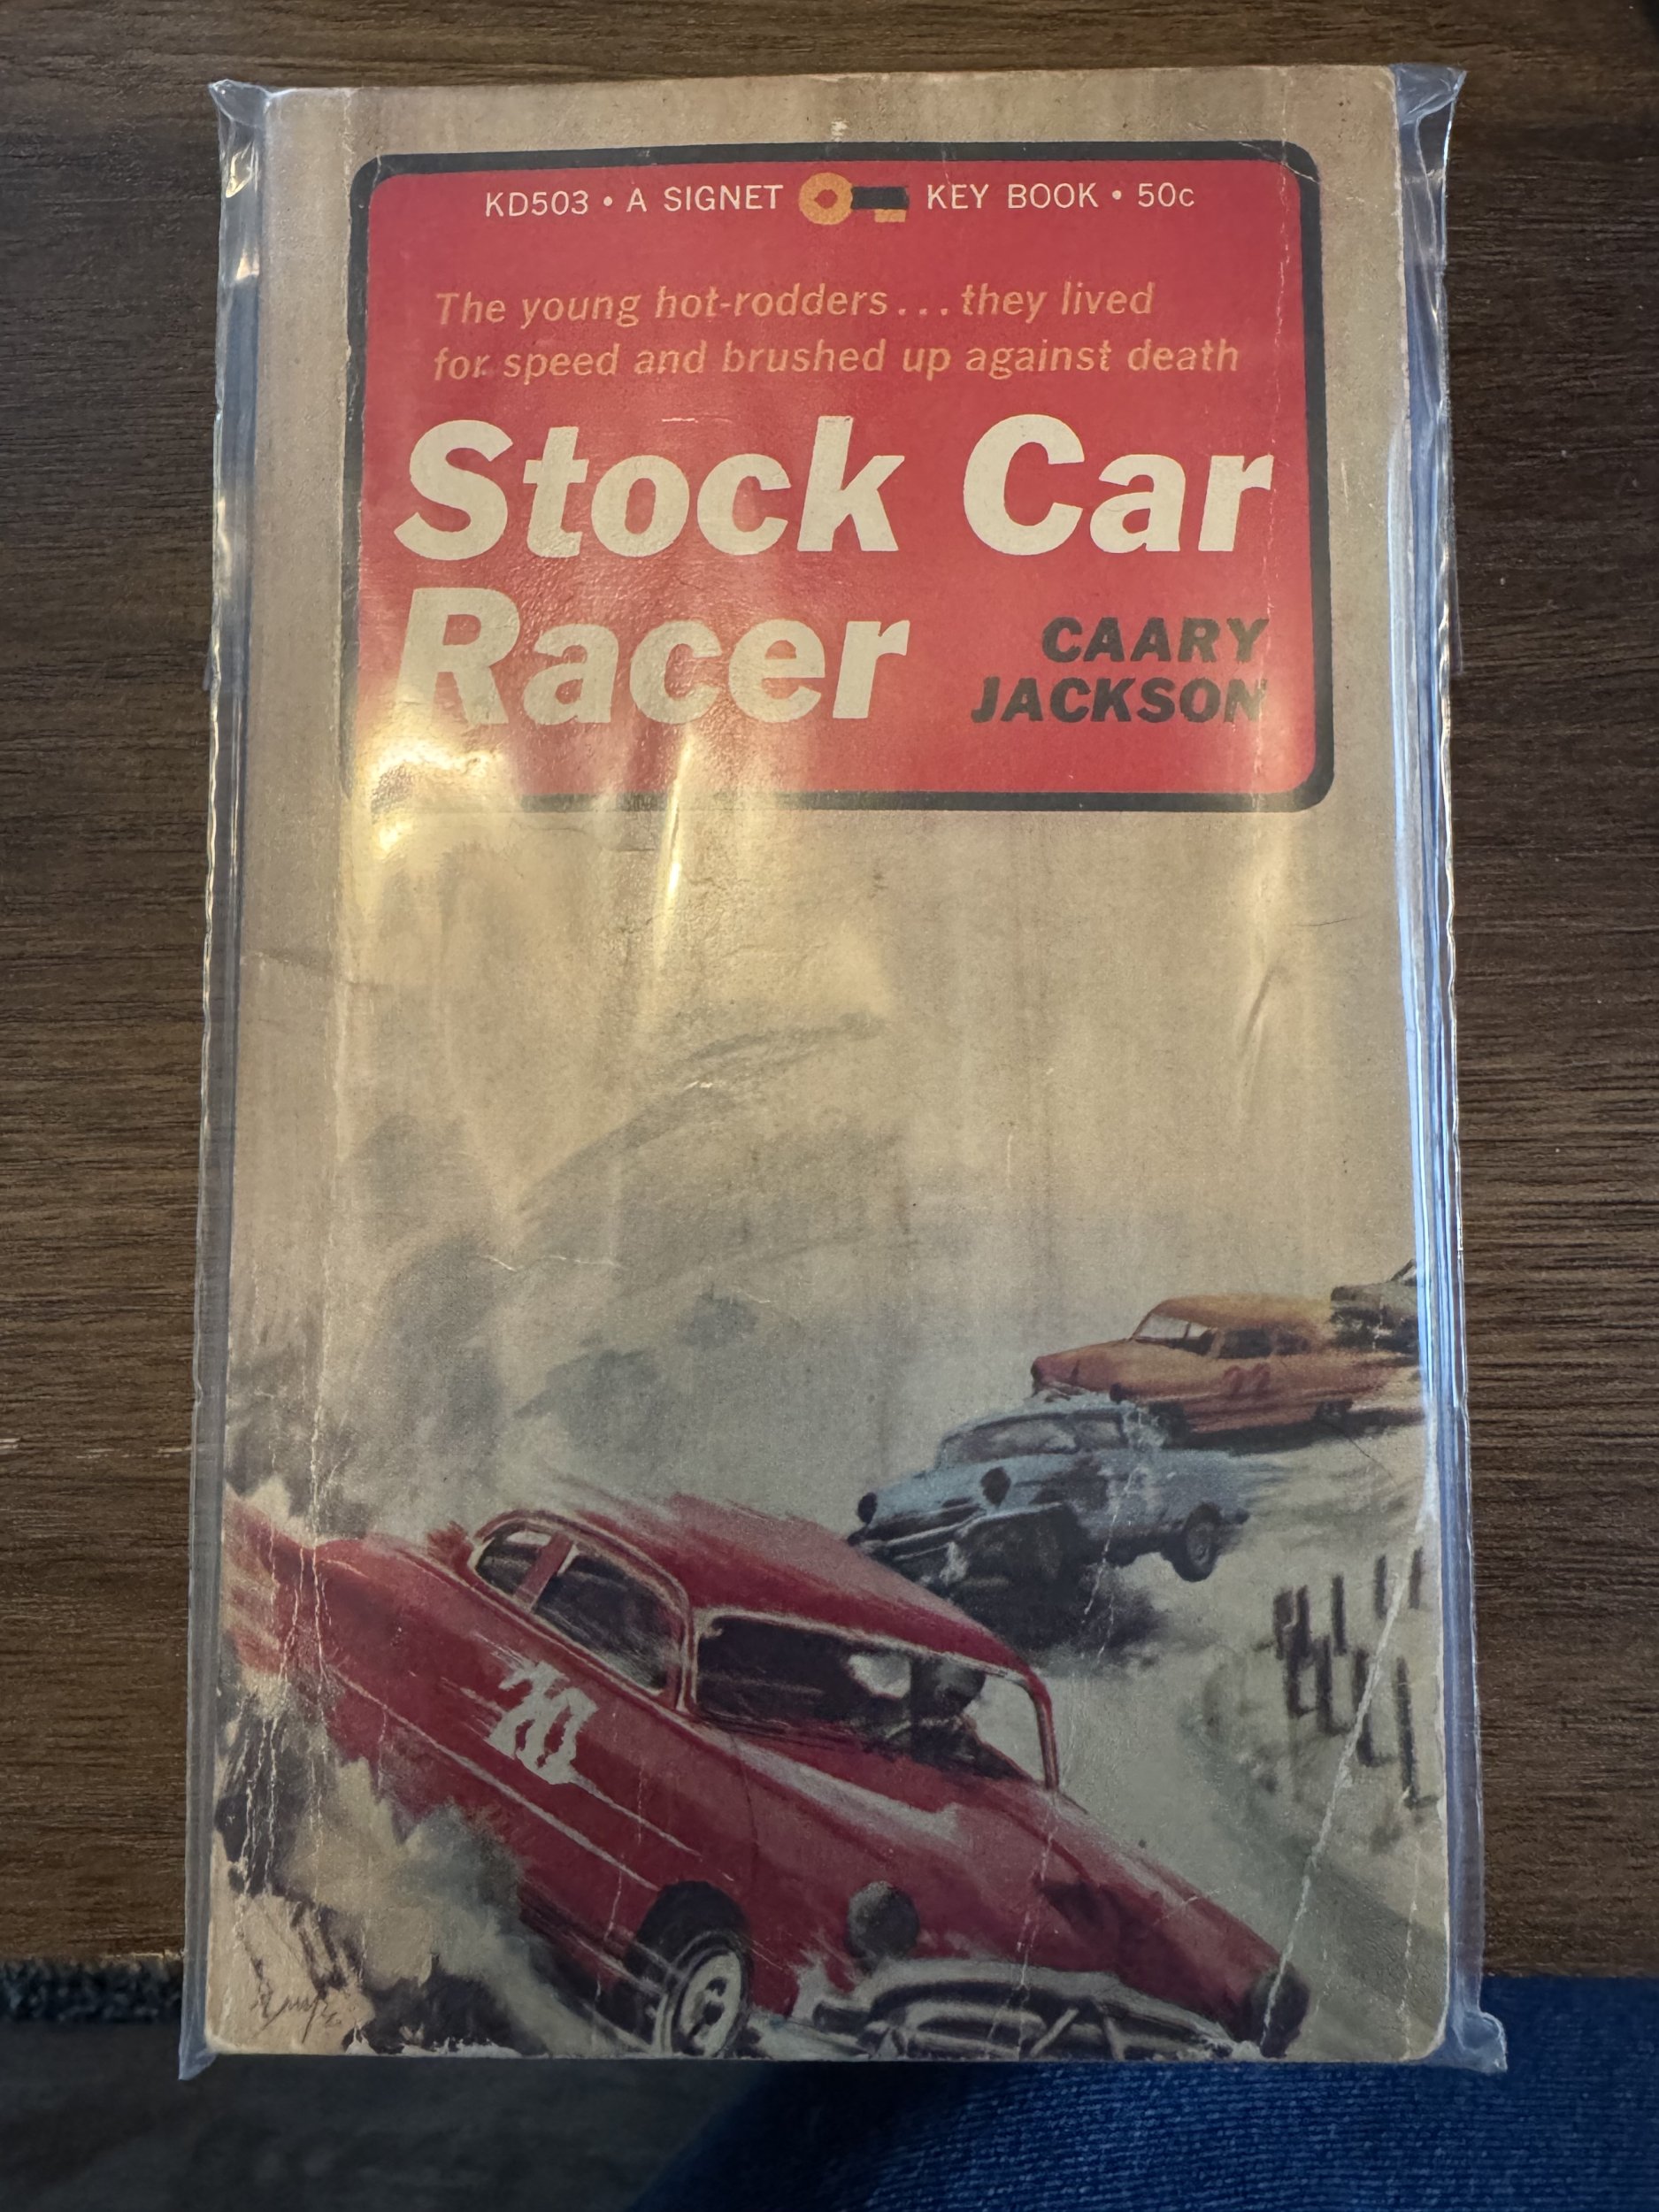 KD503 • A SIGNET KEY BOOK • 50c
The young hot-rodders...they lived
for speed and brushed up against death
Stock Car
Racer
CAARY
JACKSON
22